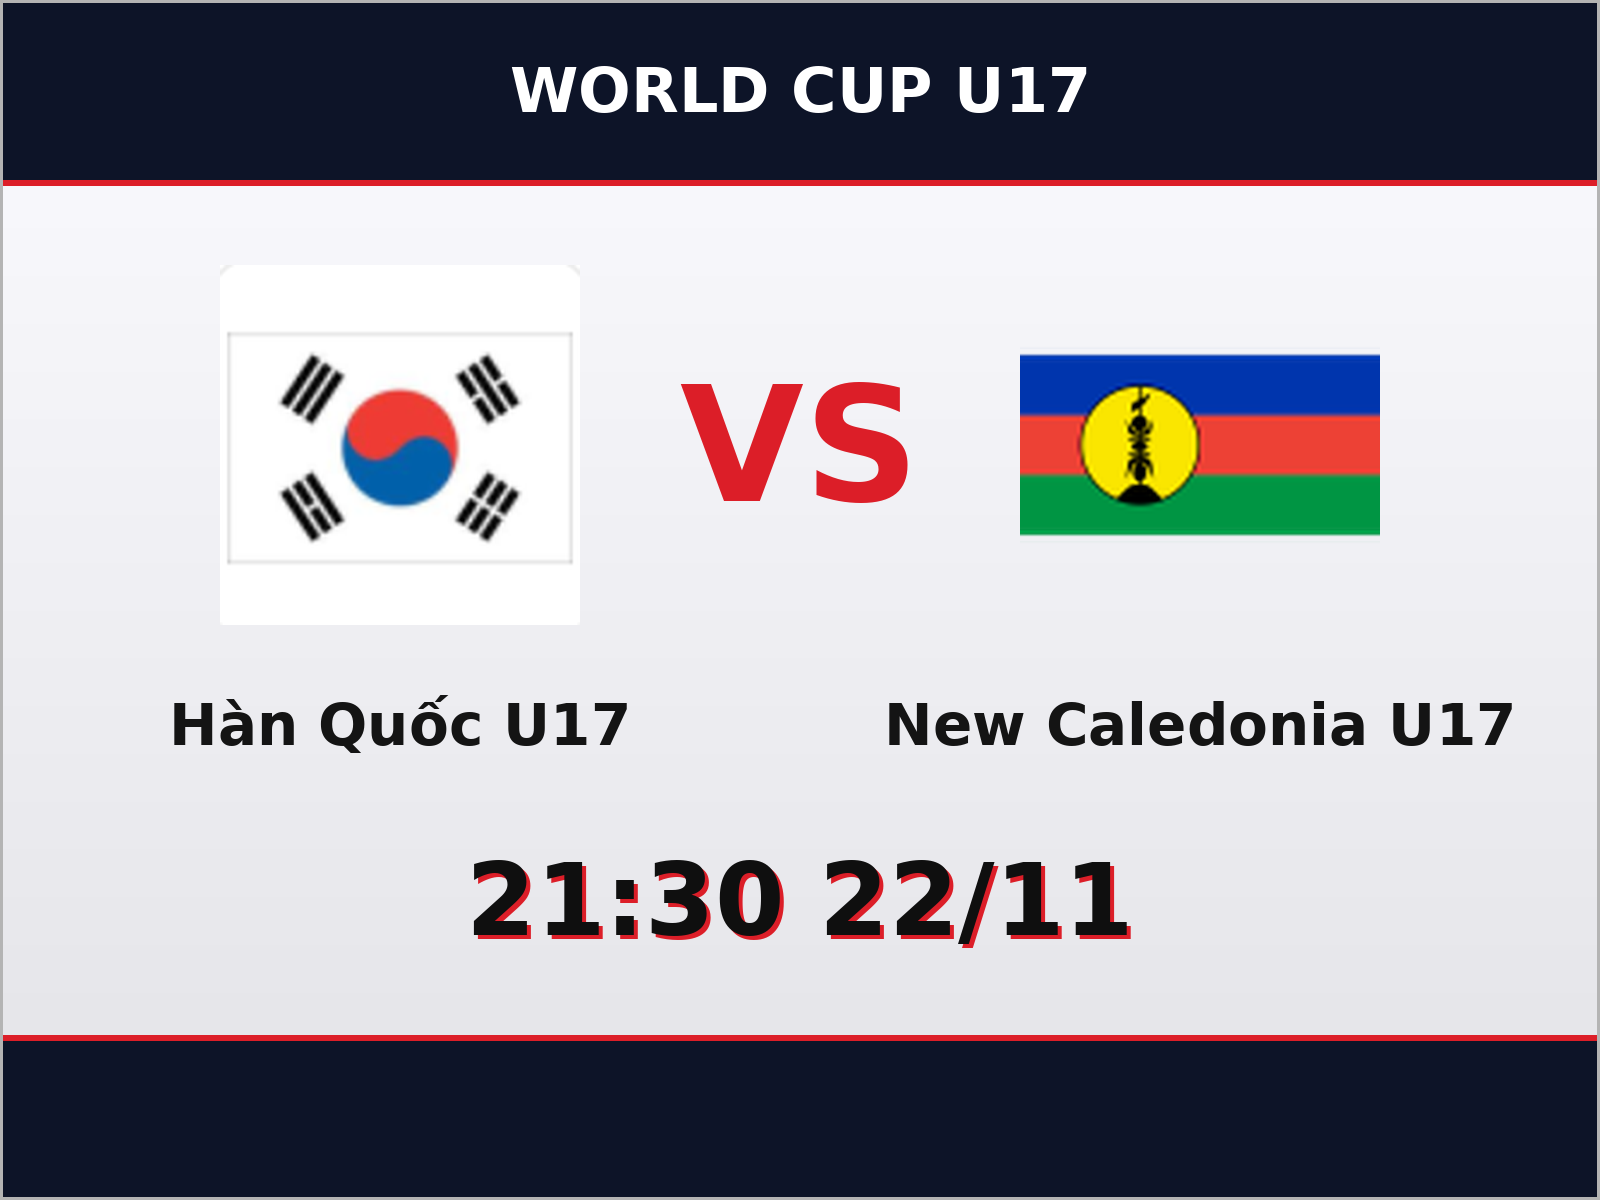 WORLD CUP U17
VS
Hàn Quốc U17
New Caledonia U17
21:30 22/11